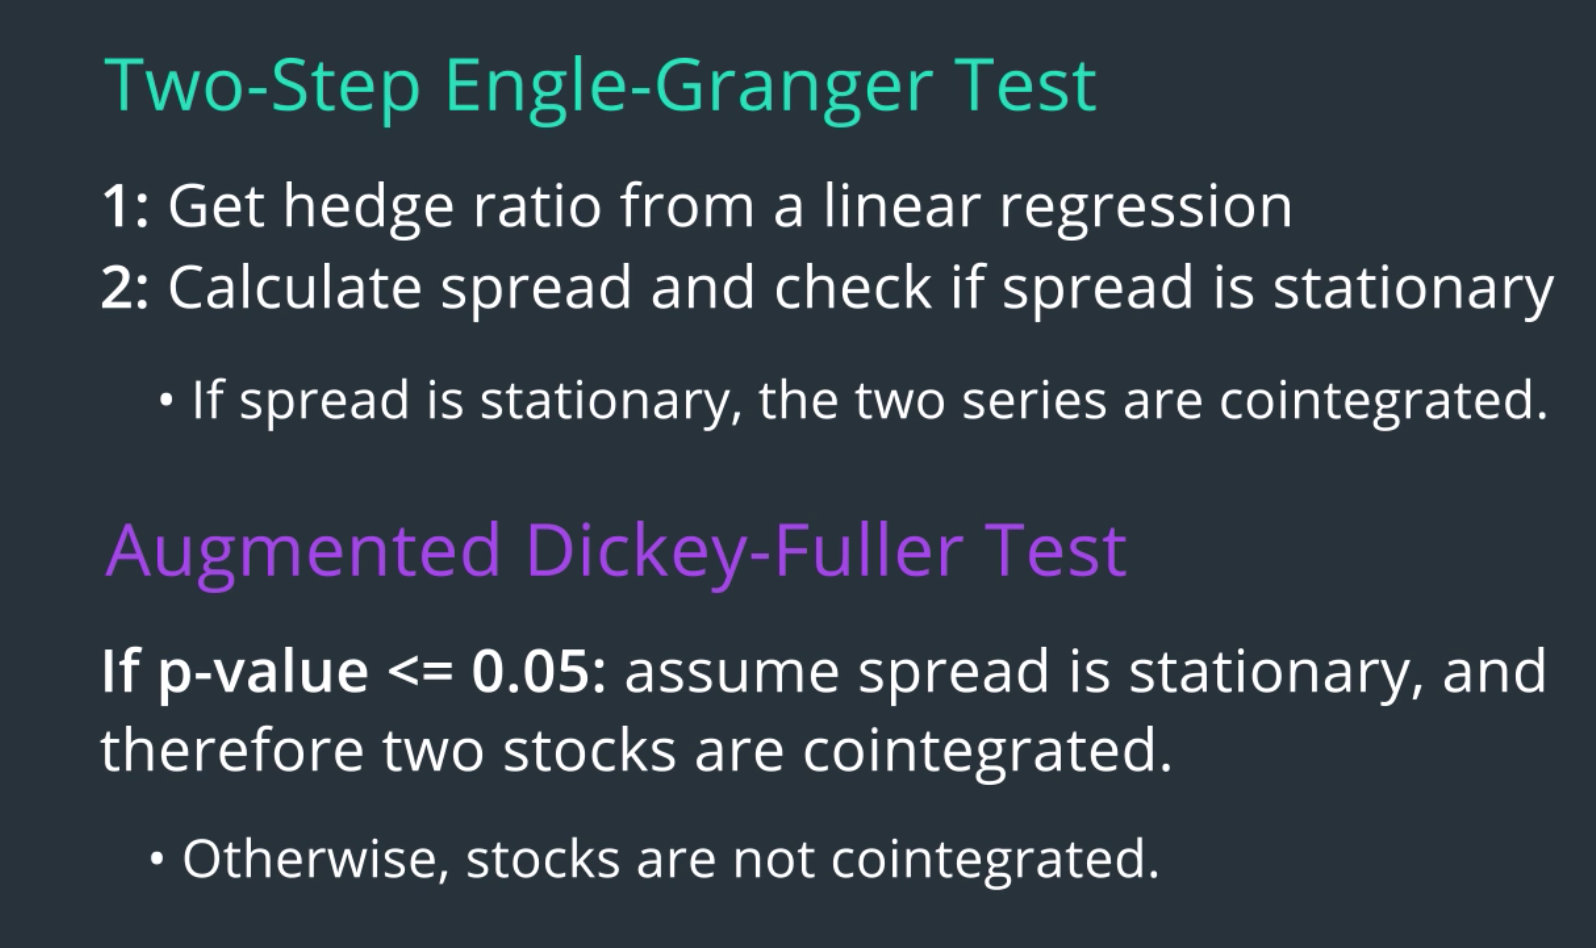 Two-Step Engle-Granger Test
1: Get hedge ratio from a linear regression
2: Calculate spread and check if spread is stationary
• If spread is stationary, the two series are cointegrated.
Augmented Dickey-Fuller Test
If p-value <= 0.05: assume spread is stationary, and
therefore two stocks are cointegrated.
• Otherwise, stocks are not cointegrated.